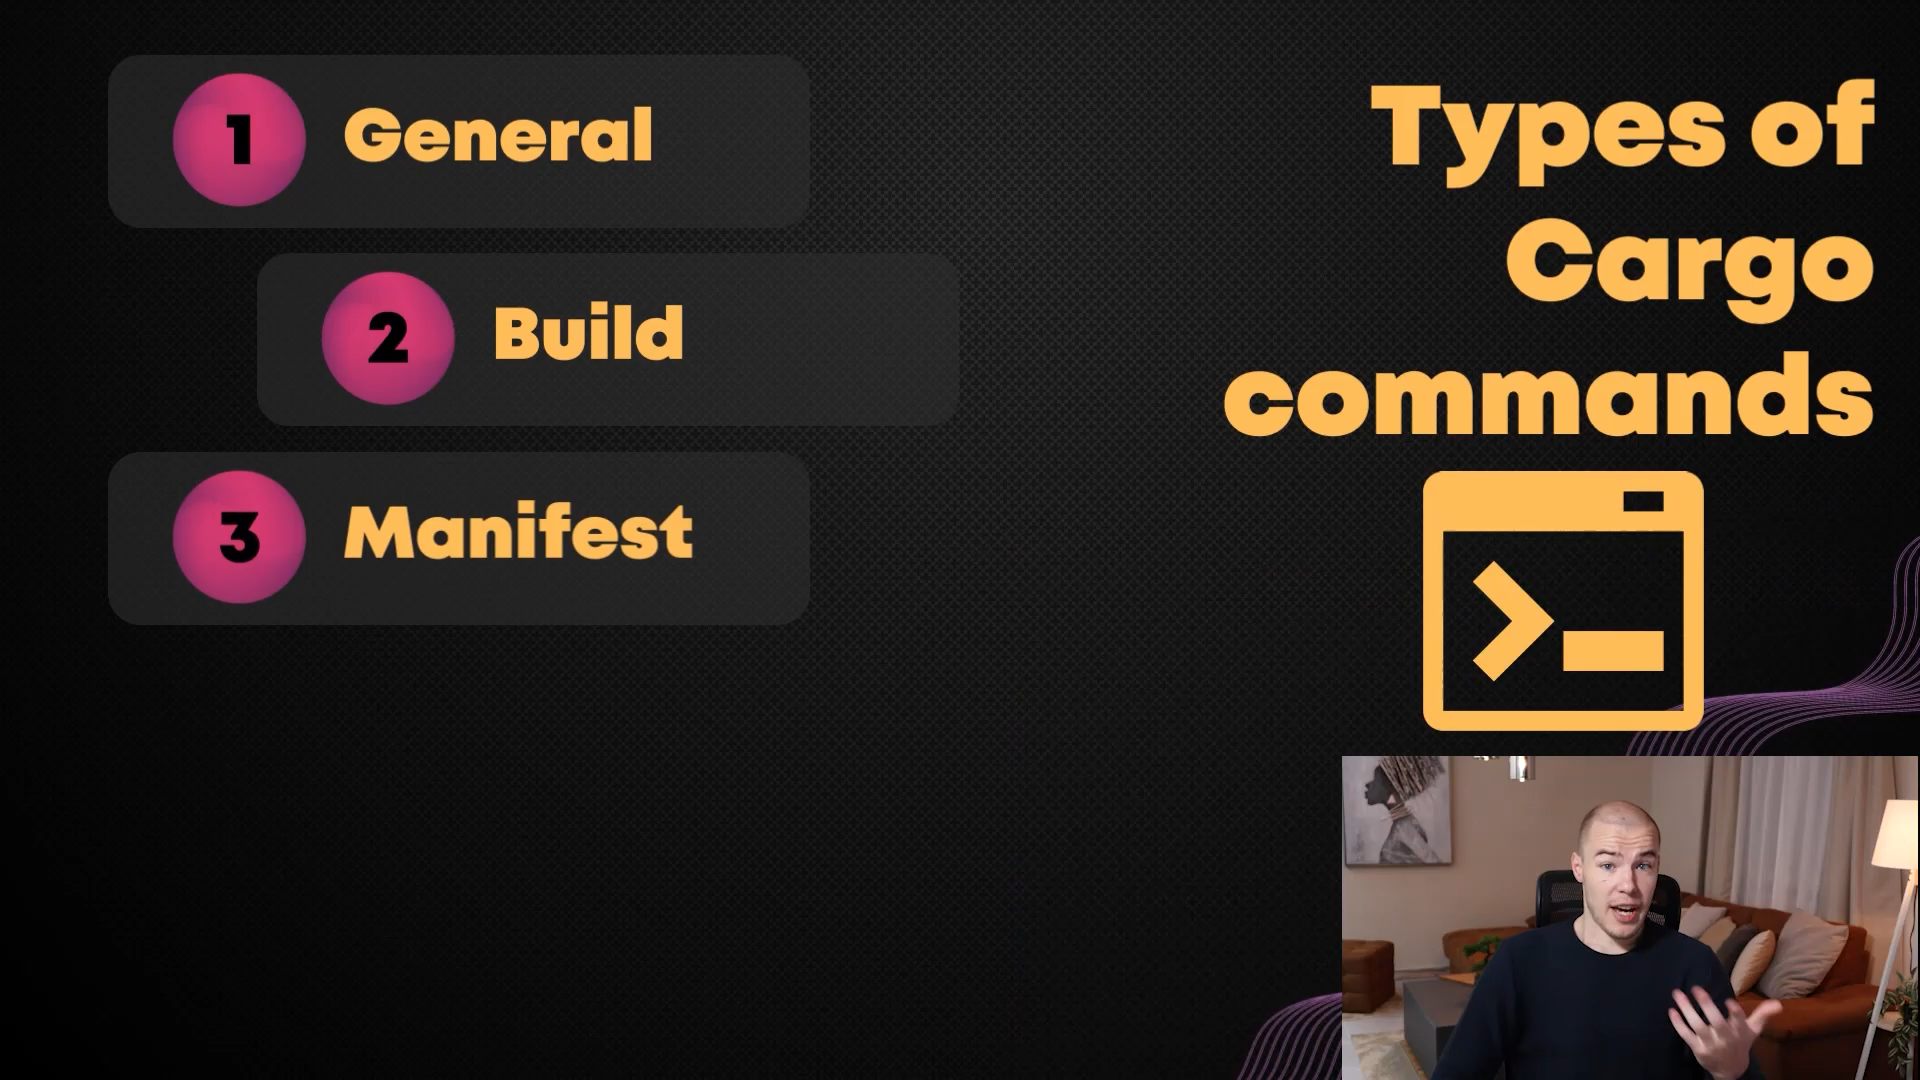 1 General
2 Build
3 Manifest
Types of
Cargo
commands